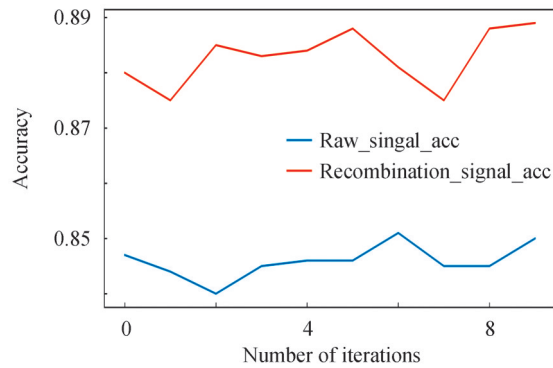 0.89
0.87
0.85
Accuracy
Raw_singal_acc
Recombination_signal_acc
0 4 8
Number of iterations